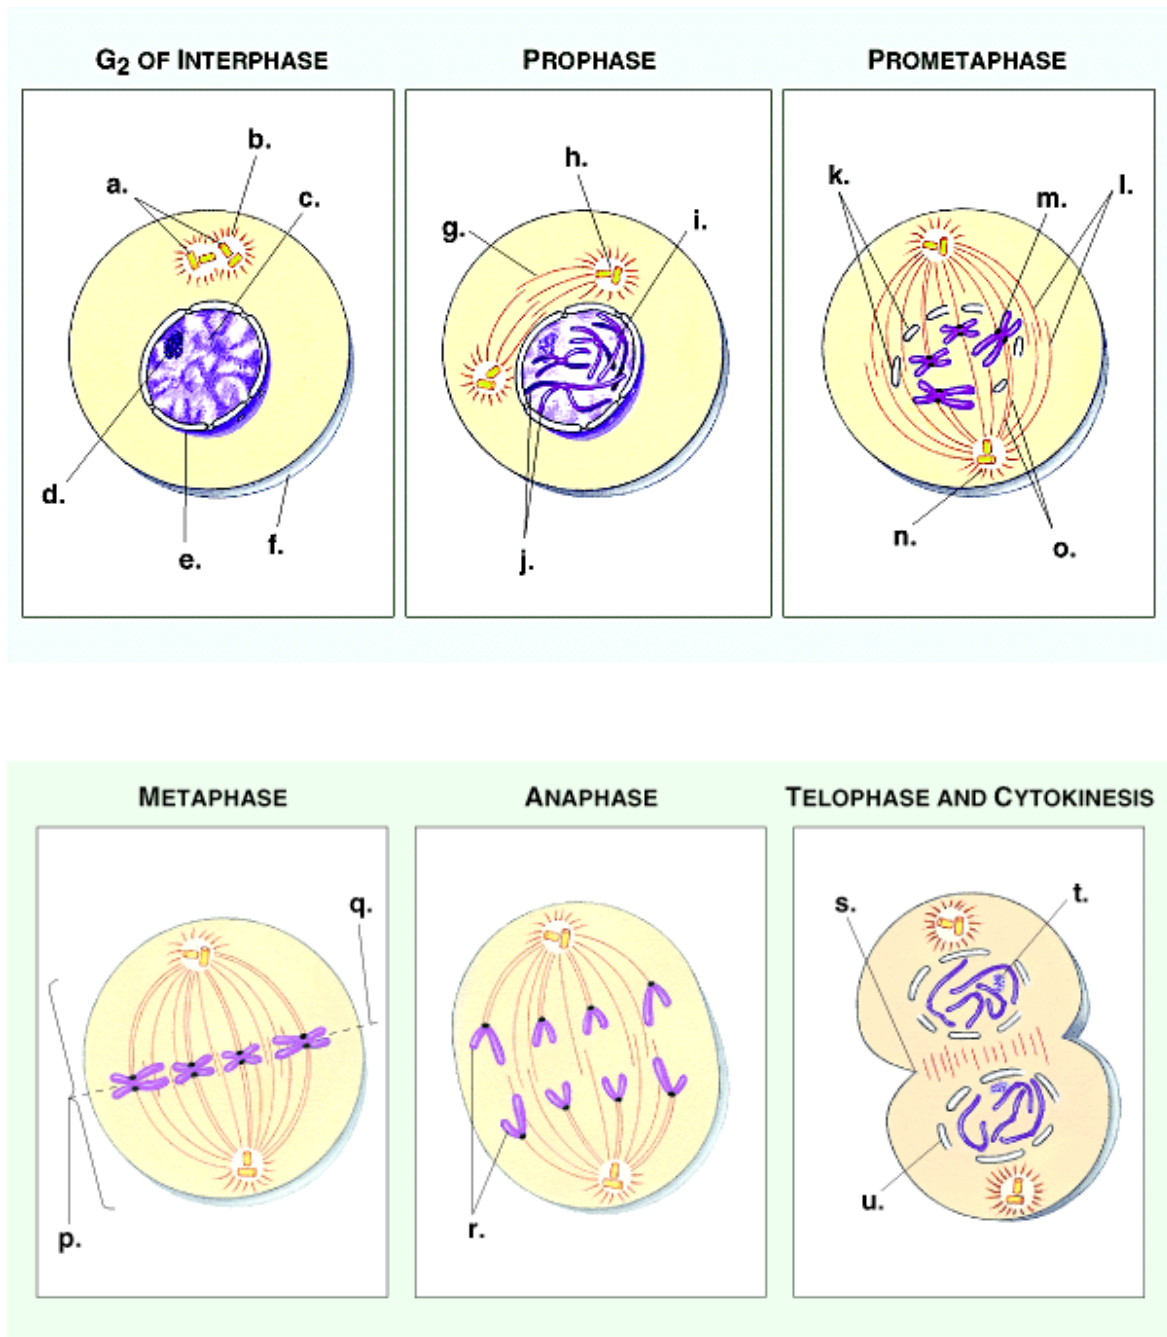 G2 OF INTERPHASE
PROPHASE
PROMETAPHASE
b.
h.
a.
k.
l.
c.
m.
i.
g.
d.
n.
f.
o.
e.
j.
METAPHASE
ANAPHASE
TELOPHASE AND CYTOKINESIS
q.
s.
t.
u.
r.
p.